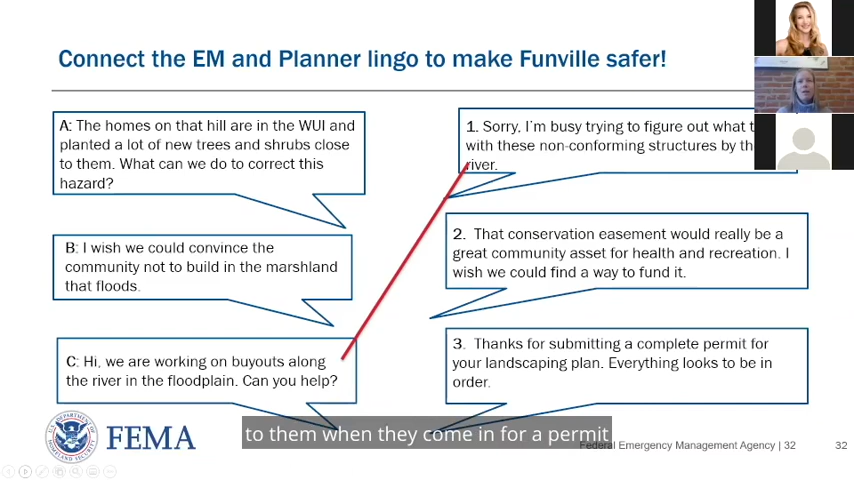 Connect the EM and Planner lingo to make Funville safer!
A: The homes on that hill are in the WUI and
planted a lot of new trees and shrubs close
to them. What can we do to correct this
hazard?
1. Sorry, I'm busy trying to figure out what
with these non-conforming structures by
river.
B: I wish we could convince the
community not to build in the marshland
that floods.
2. That conservation easement would really be a
great community asset for health and recreation. I
wish we could find a way to fund it.
C: Hi, we are working on buyouts along
the river in the floodplain. Can you help?
3. Thanks for submitting a complete permit for
your landscaping plan. Everything looks to be in
order.
FEMA
to them when they come in for a permit
Federal Emergency Management Agency | 32
32